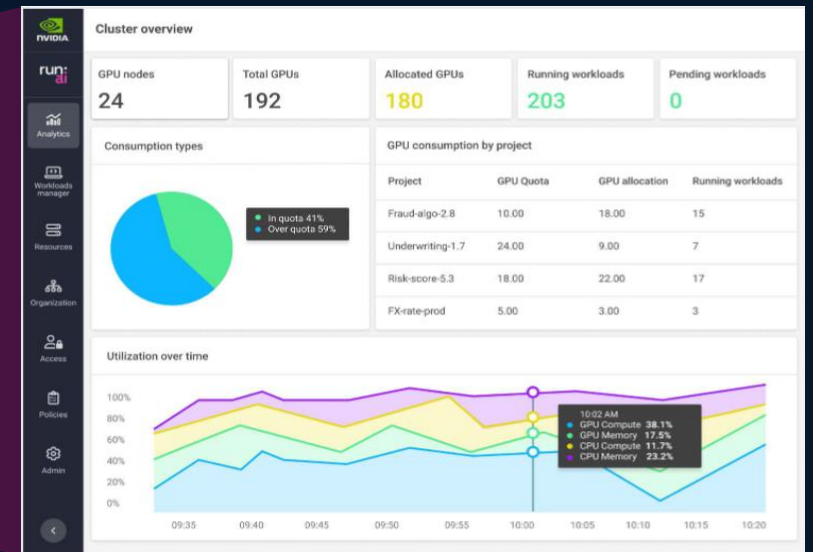 NVIDIA
Cluster overview
run:
ai
GPU nodes
24
Total GPUs
192
Allocated GPUs
180
Running workloads
203
Pending workloads
0
Analytics
Workloads
manager
Resources
Organization
Access
Policies
Admin
Consumption types
In quota 41%
Over quota 59%
GPU consumption by project
Project GPU Quota GPU allocation Running workloads
Fraud-algo-2.8 10.00 18.00 15
Underwriting-1.7 24.00 9.00 7
Risk-score-5.3 18.00 22.00 17
FX-rate-prod 5.00 3.00 3
Utilization over time
100%
80%
60%
40%
20%
0%
10:02 AM
GPU Compute 38.1%
GPU Memory 17.5%
CPU Compute 11.7%
CPU Memory 23.2%
09:35 09:40 09:45 09:50 09:55 10:00 10:05 10:10 10:15 10:20